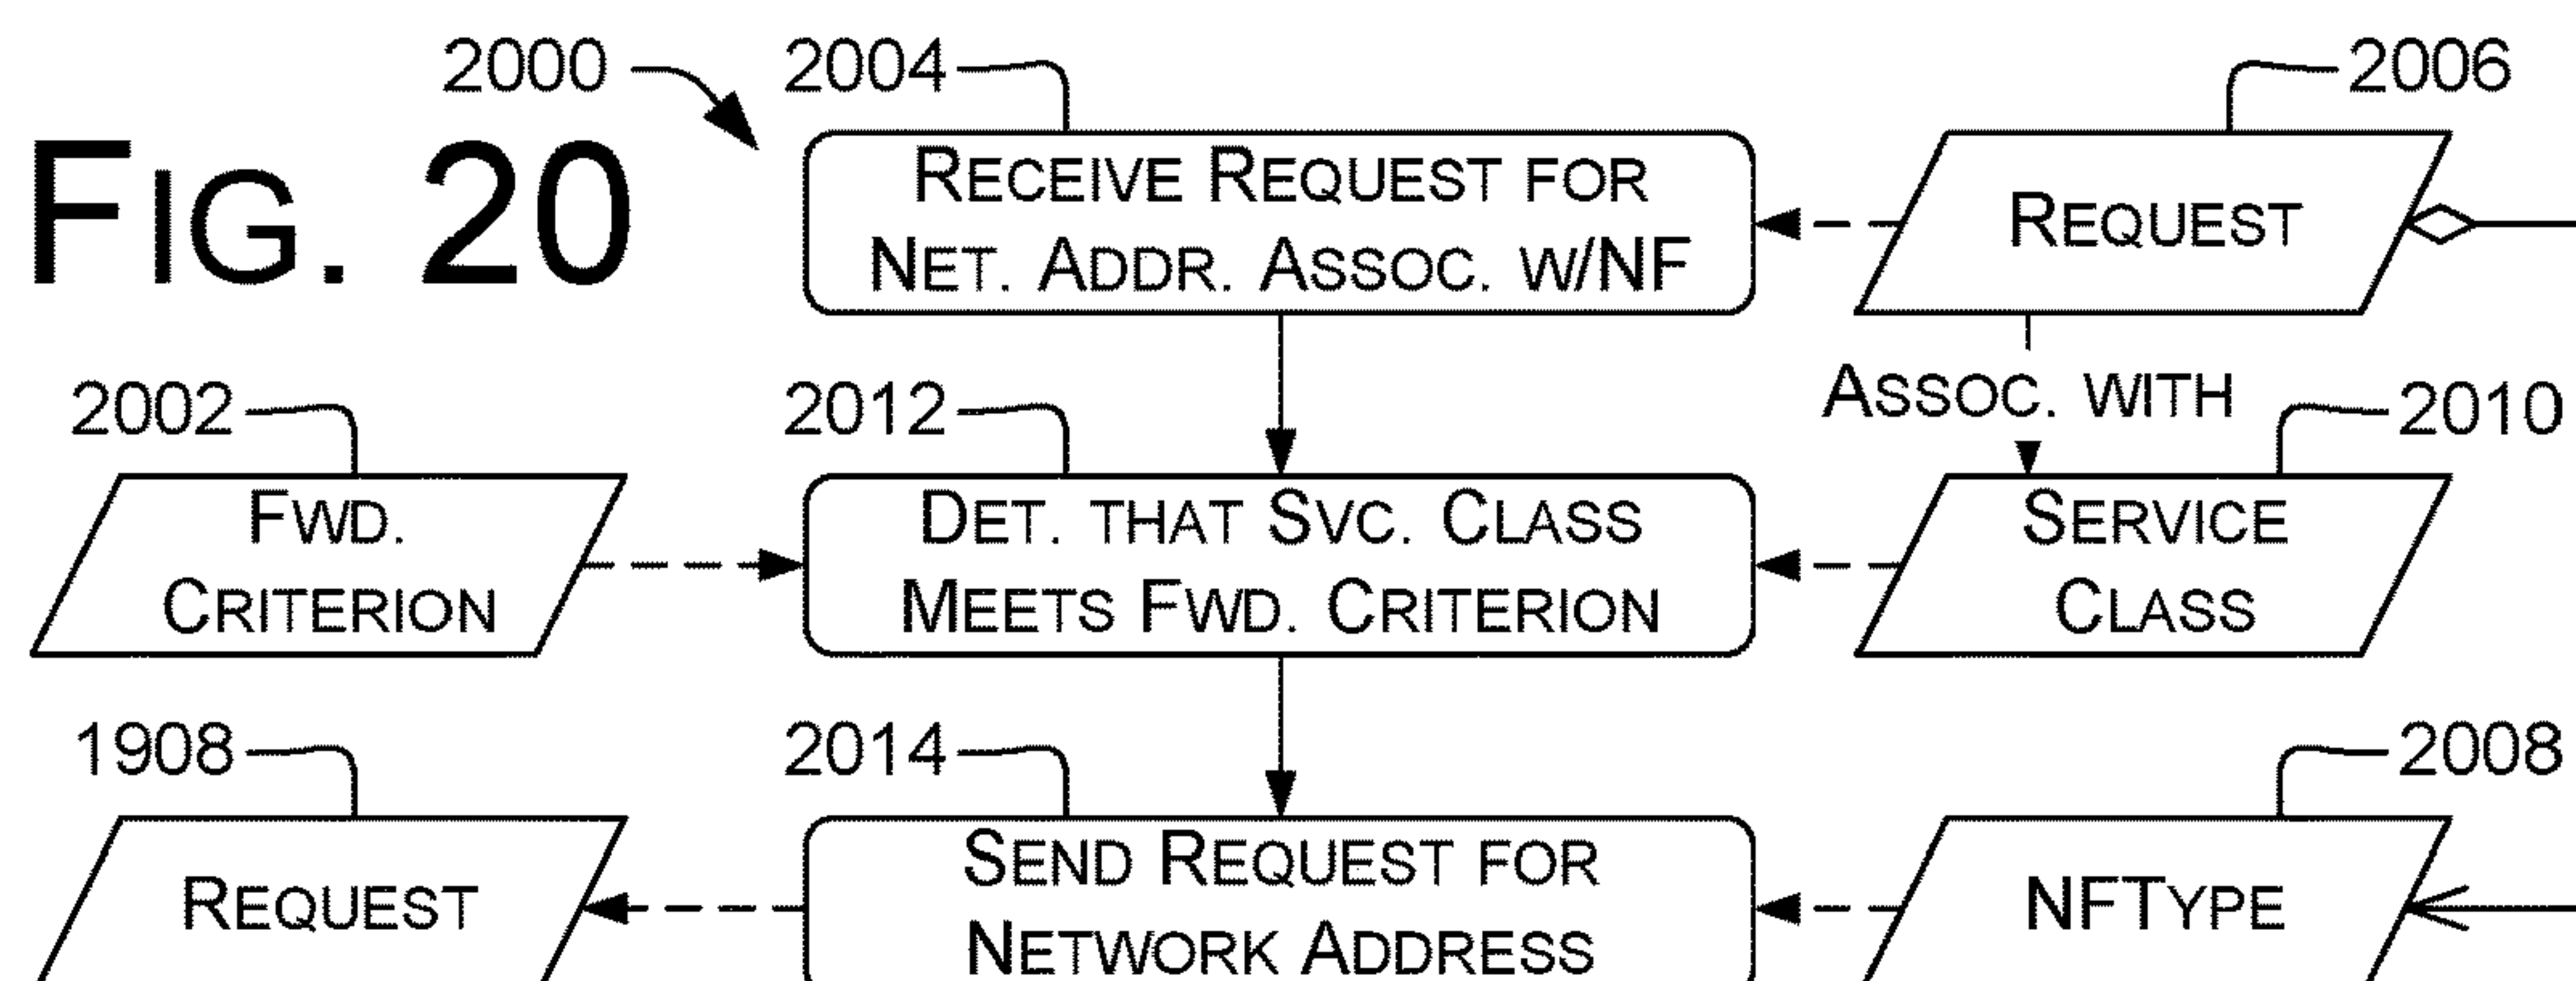 FIG. 20
2000
2004
2006
RECEIVE REQUEST FOR
NET. ADDR. ASSOC. W/NF
REQUEST
ASSOC. WITH
2002
2012
2010
FWD.
CRITERION
DET. THAT SVC. CLASS
MEETS FWD. CRITERION
SERVICE
CLASS
1908
2014
2008
REQUEST
SEND REQUEST FOR
NETWORK ADDRESS
NFTYPE